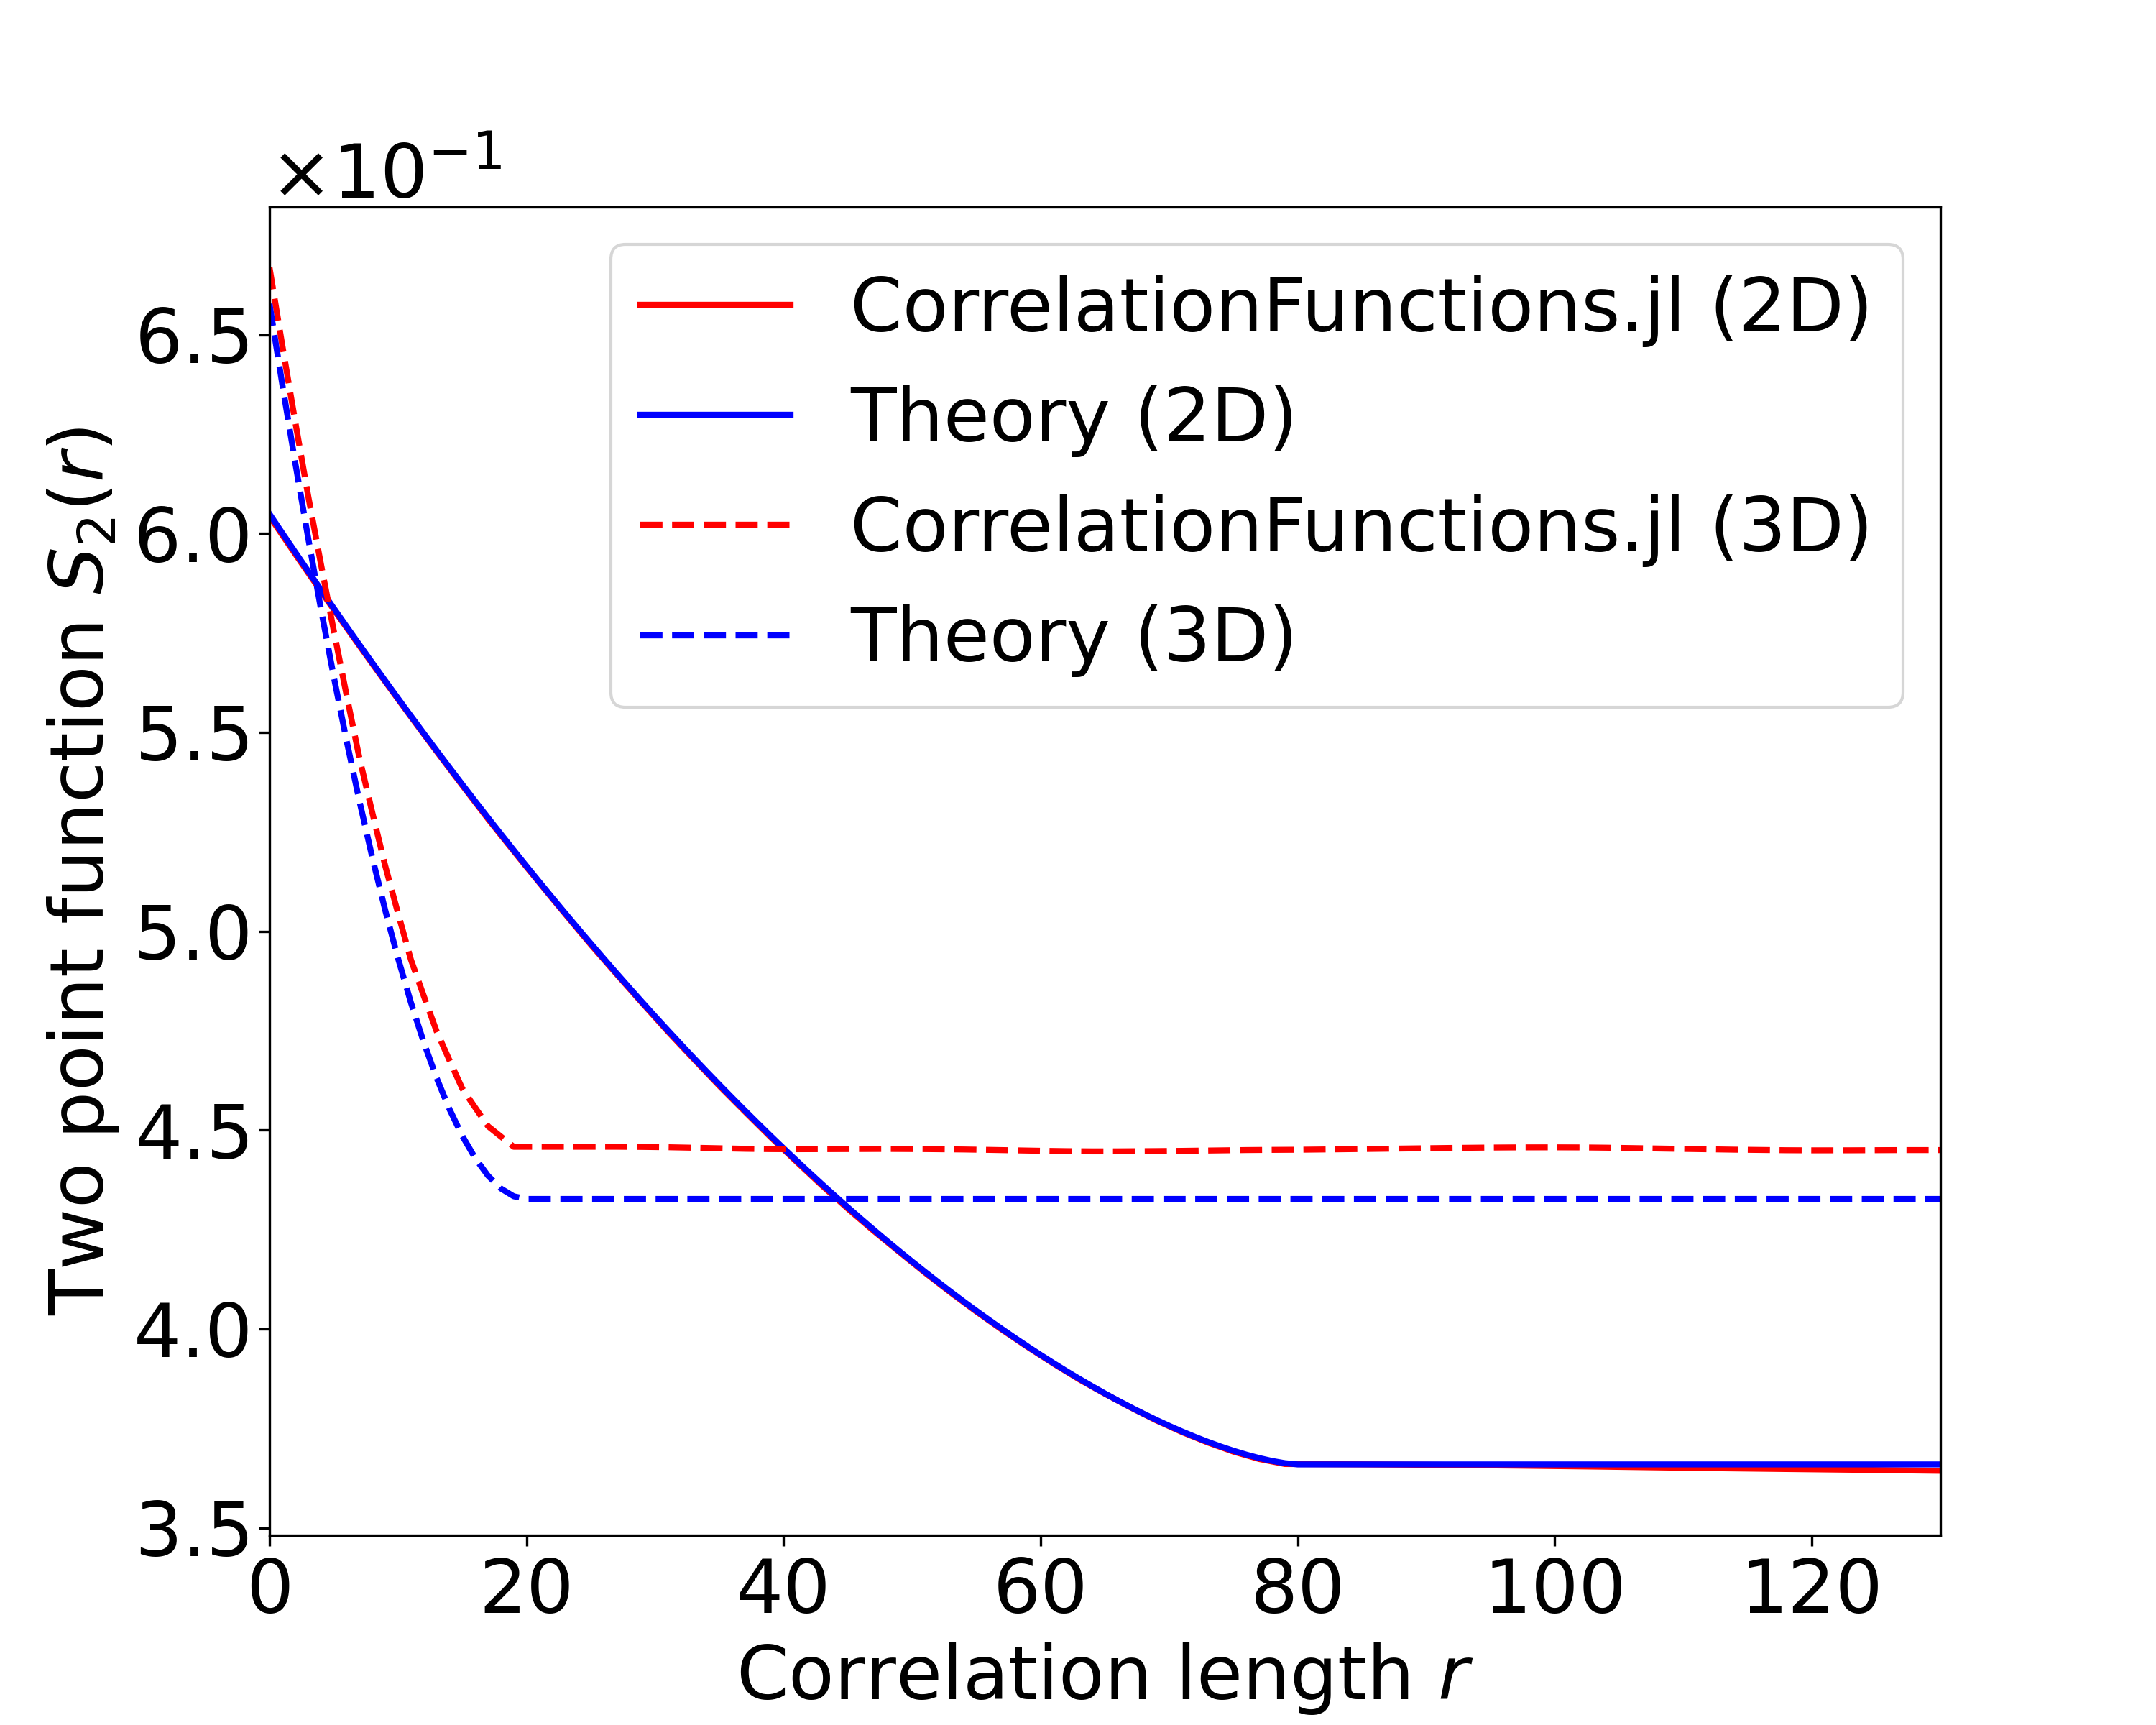 ×10⁻¹
Two point function S₂(r)
6.5
6.0
5.5
5.0
4.5
4.0
3.5
CorrelationFunctions.jl (2D)
Theory (2D)
CorrelationFunctions.jl (3D)
Theory (3D)
0 20 40 60 80 100 120
Correlation length r